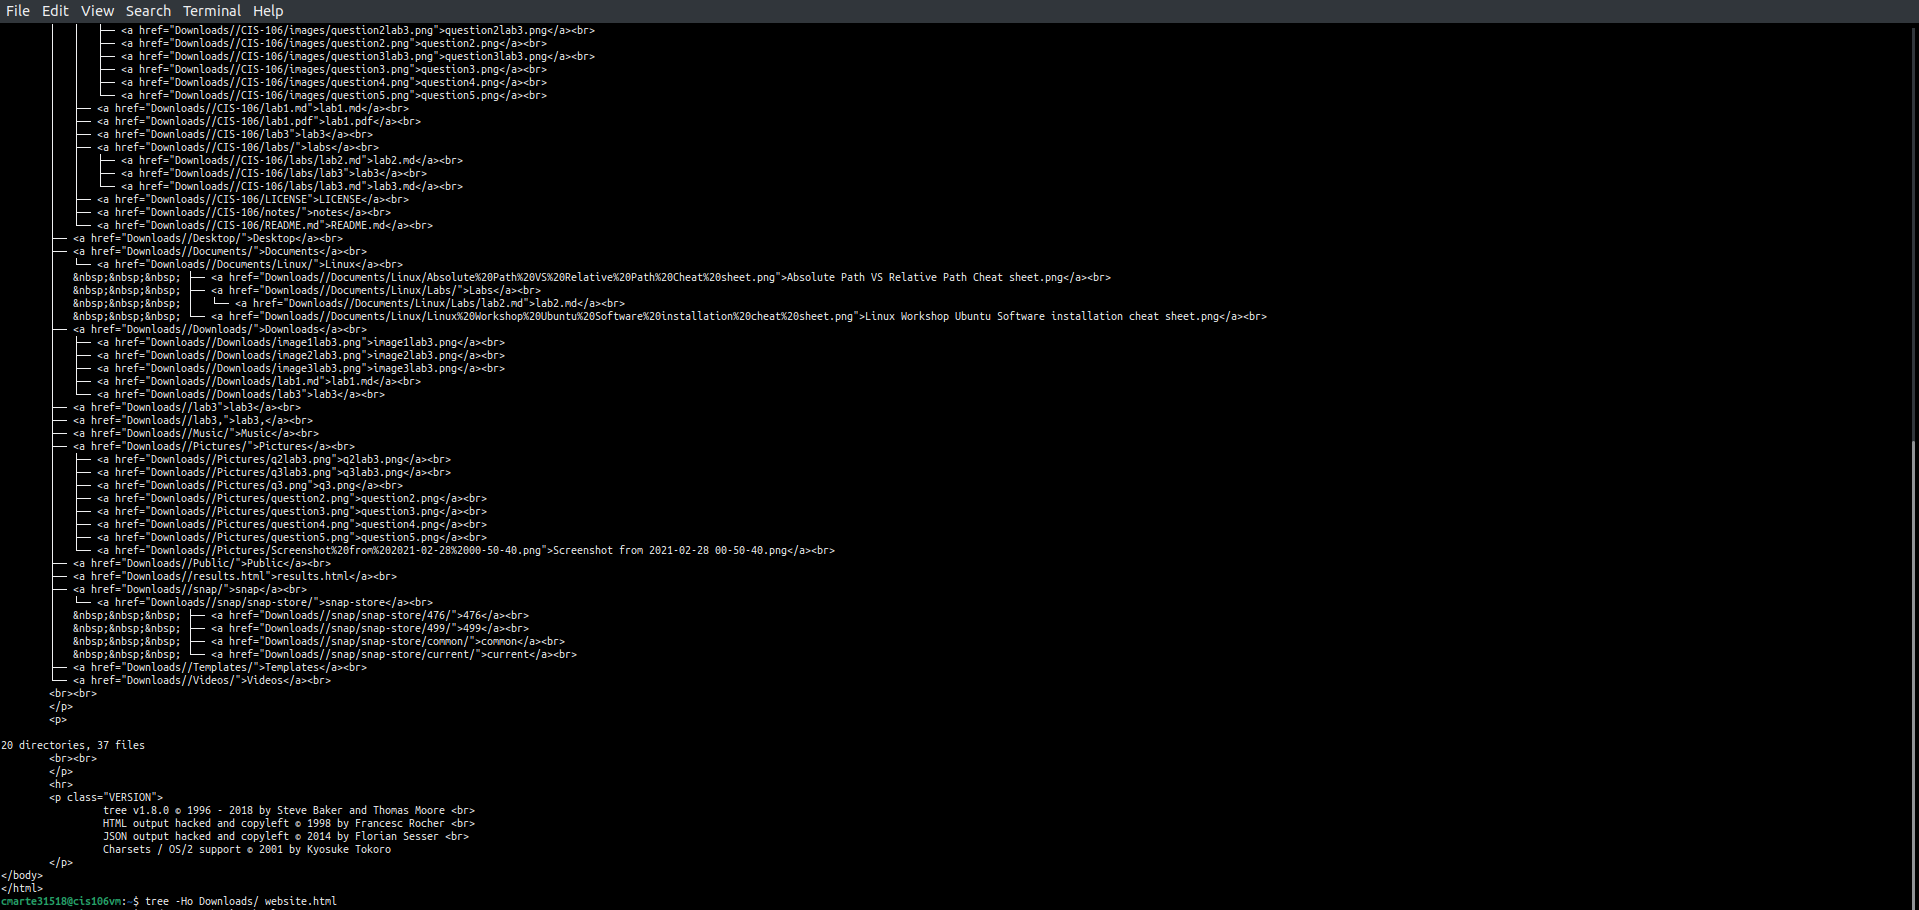 File Edit View Search Terminal Help
│   │   ├── <a href="Downloads//CIS-106/images/question2lab3.png">question2lab3.png</a><br>
│   │   ├── <a href="Downloads//CIS-106/images/question2.png">question2.png</a><br>
│   │   ├── <a href="Downloads//CIS-106/images/question3lab3.png">question3lab3.png</a><br>
│   │   ├── <a href="Downloads//CIS-106/images/question3.png">question3.png</a><br>
│   │   ├── <a href="Downloads//CIS-106/images/question4.png">question4.png</a><br>
│   │   └── <a href="Downloads//CIS-106/images/question5.png">question5.png</a><br>
│   ├── <a href="Downloads//CIS-106/lab1.md">lab1.md</a><br>
│   ├── <a href="Downloads//CIS-106/lab1.pdf">lab1.pdf</a><br>
│   ├── <a href="Downloads//CIS-106/lab3">lab3</a><br>
│   ├── <a href="Downloads//CIS-106/labs/">labs</a><br>
│   │   ├── <a href="Downloads//CIS-106/labs/lab2.md">lab2.md</a><br>
│   │   ├── <a href="Downloads//CIS-106/labs/lab3">lab3</a><br>
│   │   └── <a href="Downloads//CIS-106/labs/lab3.md">lab3.md</a><br>
│   ├── <a href="Downloads//CIS-106/LICENSE">LICENSE</a><br>
│   ├── <a href="Downloads//CIS-106/notes/">notes</a><br>
│   └── <a href="Downloads//CIS-106/README.md">README.md</a><br>
├── <a href="Downloads//Desktop/">Desktop</a><br>
├── <a href="Downloads//Documents/">Documents</a><br>
│   └── <a href="Downloads//Documents/Linux/">Linux</a><br>
│   &nbsp;&nbsp;&nbsp; ├── <a href="Downloads//Documents/Linux/Absolute%20Path%20VS%20Relative%20Path%20Cheat%20sheet.png">Absolute Path VS Relative Path Cheat sheet.png</a><br>
│   &nbsp;&nbsp;&nbsp; ├── <a href="Downloads//Documents/Linux/Labs/">Labs</a><br>
│   &nbsp;&nbsp;&nbsp; │   └── <a href="Downloads//Documents/Linux/Labs/lab2.md">lab2.md</a><br>
│   &nbsp;&nbsp;&nbsp; └── <a href="Downloads//Documents/Linux/Linux%20Workshop%20Ubuntu%20Software%20installation%20cheat%20sheet.png">Linux Workshop Ubuntu Software installation cheat sheet.png</a><br>
├── <a href="Downloads//Downloads/">Downloads</a><br>
│   ├── <a href="Downloads//Downloads/image1lab3.png">image1lab3.png</a><br>
│   ├── <a href="Downloads//Downloads/image2lab3.png">image2lab3.png</a><br>
│   ├── <a href="Downloads//Downloads/image3lab3.png">image3lab3.png</a><br>
│   ├── <a href="Downloads//Downloads/lab1.md">lab1.md</a><br>
│   └── <a href="Downloads//Downloads/lab3">lab3</a><br>
├── <a href="Downloads//lab3">lab3</a><br>
├── <a href="Downloads//lab3,">lab3,</a><br>
├── <a href="Downloads//Music/">Music</a><br>
├── <a href="Downloads//Pictures/">Pictures</a><br>
│   ├── <a href="Downloads//Pictures/q2lab3.png">q2lab3.png</a><br>
│   ├── <a href="Downloads//Pictures/q3lab3.png">q3lab3.png</a><br>
│   ├── <a href="Downloads//Pictures/q3.png">q3.png</a><br>
│   ├── <a href="Downloads//Pictures/question2.png">question2.png</a><br>
│   ├── <a href="Downloads//Pictures/question3.png">question3.png</a><br>
│   ├── <a href="Downloads//Pictures/question4.png">question4.png</a><br>
│   ├── <a href="Downloads//Pictures/question5.png">question5.png</a><br>
│   └── <a href="Downloads//Pictures/Screenshot%20from%202021-02-28%2000-50-40.png">Screenshot from 2021-02-28 00-50-40.png</a><br>
├── <a href="Downloads//Public/">Public</a><br>
├── <a href="Downloads//results.html">results.html</a><br>
├── <a href="Downloads//snap/">snap</a><br>
│   └── <a href="Downloads//snap/snap-store/">snap-store</a><br>
│   &nbsp;&nbsp;&nbsp; ├── <a href="Downloads//snap/snap-store/476/">476</a><br>
│   &nbsp;&nbsp;&nbsp; ├── <a href="Downloads//snap/snap-store/499/">499</a><br>
│   &nbsp;&nbsp;&nbsp; ├── <a href="Downloads//snap/snap-store/common/">common</a><br>
│   &nbsp;&nbsp;&nbsp; └── <a href="Downloads//snap/snap-store/current/">current</a><br>
├── <a href="Downloads//Templates/">Templates</a><br>
└── <a href="Downloads//Videos/">Videos</a><br>
<br><br>
</p>
<p>
20 directories, 37 files
<br><br>
</p>
<hr>
<p class="VERSION">
tree v1.8.0 © 1996 - 2018 by Steve Baker and Thomas Moore <br>
HTML output hacked and copyleft © 1998 by Francesc Rocher <br>
JSON output hacked and copyleft © 2014 by Florian Sesser <br>
Charsets / OS/2 support © 2001 by Kyosuke Tokoro
</p>
</body>
</html>
cmarte31518@cis106vm:~$ tree -Ho Downloads/ website.html